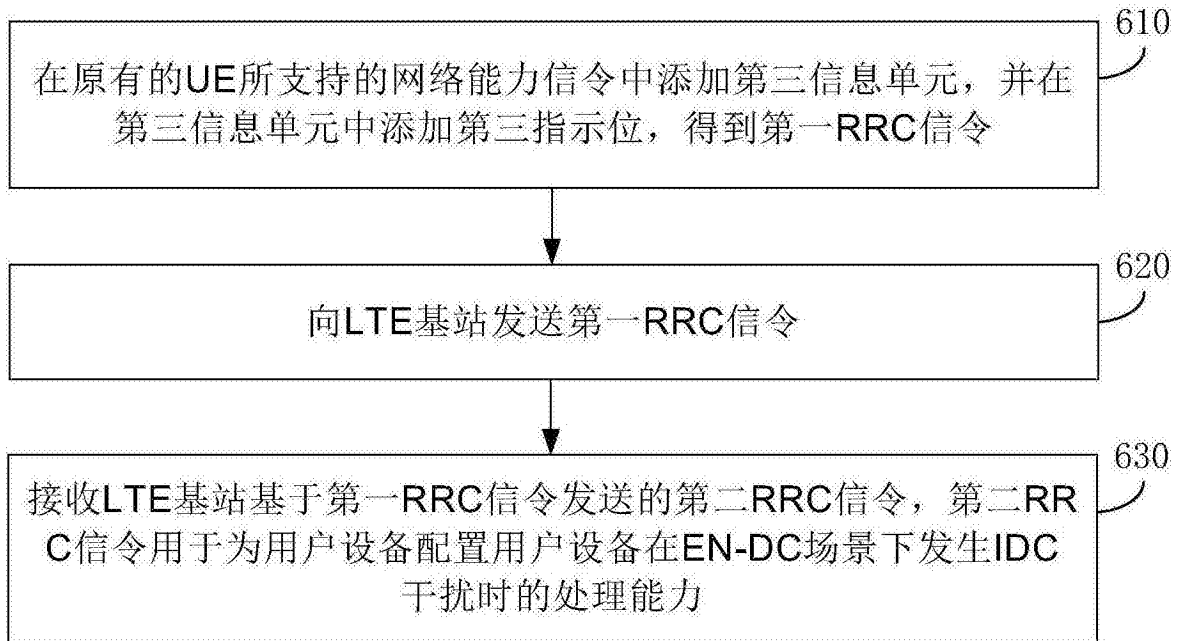 610
在原有的UE所支持的网络能力信令中添加第三信息单元，并在
第三信息单元中添加第三指示位，得到第一RRC信令
620
向LTE基站发送第一RRC信令
630
接收LTE基站基于第一RRC信令发送的第二RRC信令，第二RR
C信令用于为用户设备配置用户设备在EN-DC场景下发生IDC
干扰时的处理能力